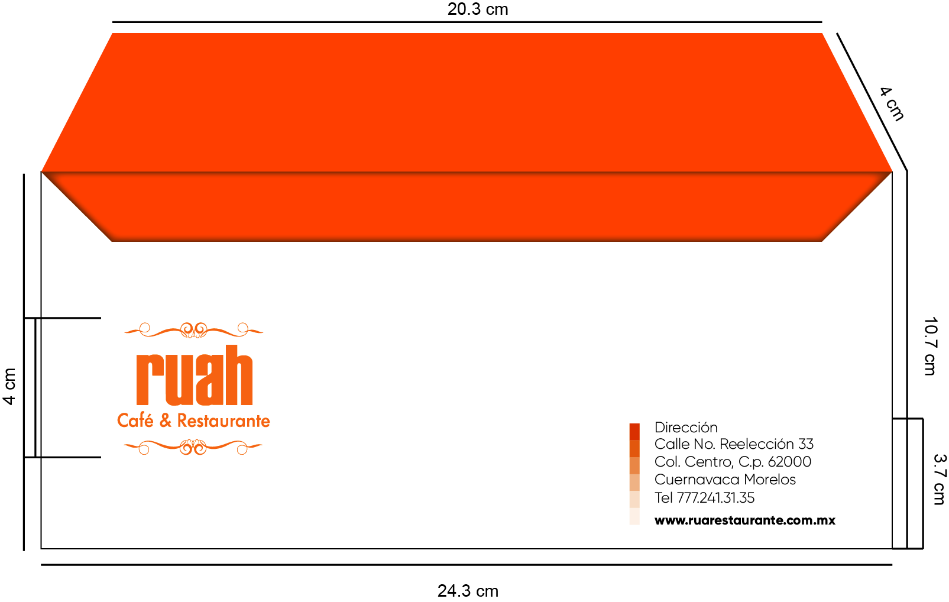 20.3 cm
4 cm
ruah
Café & Restaurante
4 cm
10.7 cm
Dirección
Calle No. Reelección 33
Col. Centro, C.p. 62000
Cuernavaca Morelos
Tel 777.241.31.35
www.ruarestaurante.com.mx
3.7 cm
24.3 cm